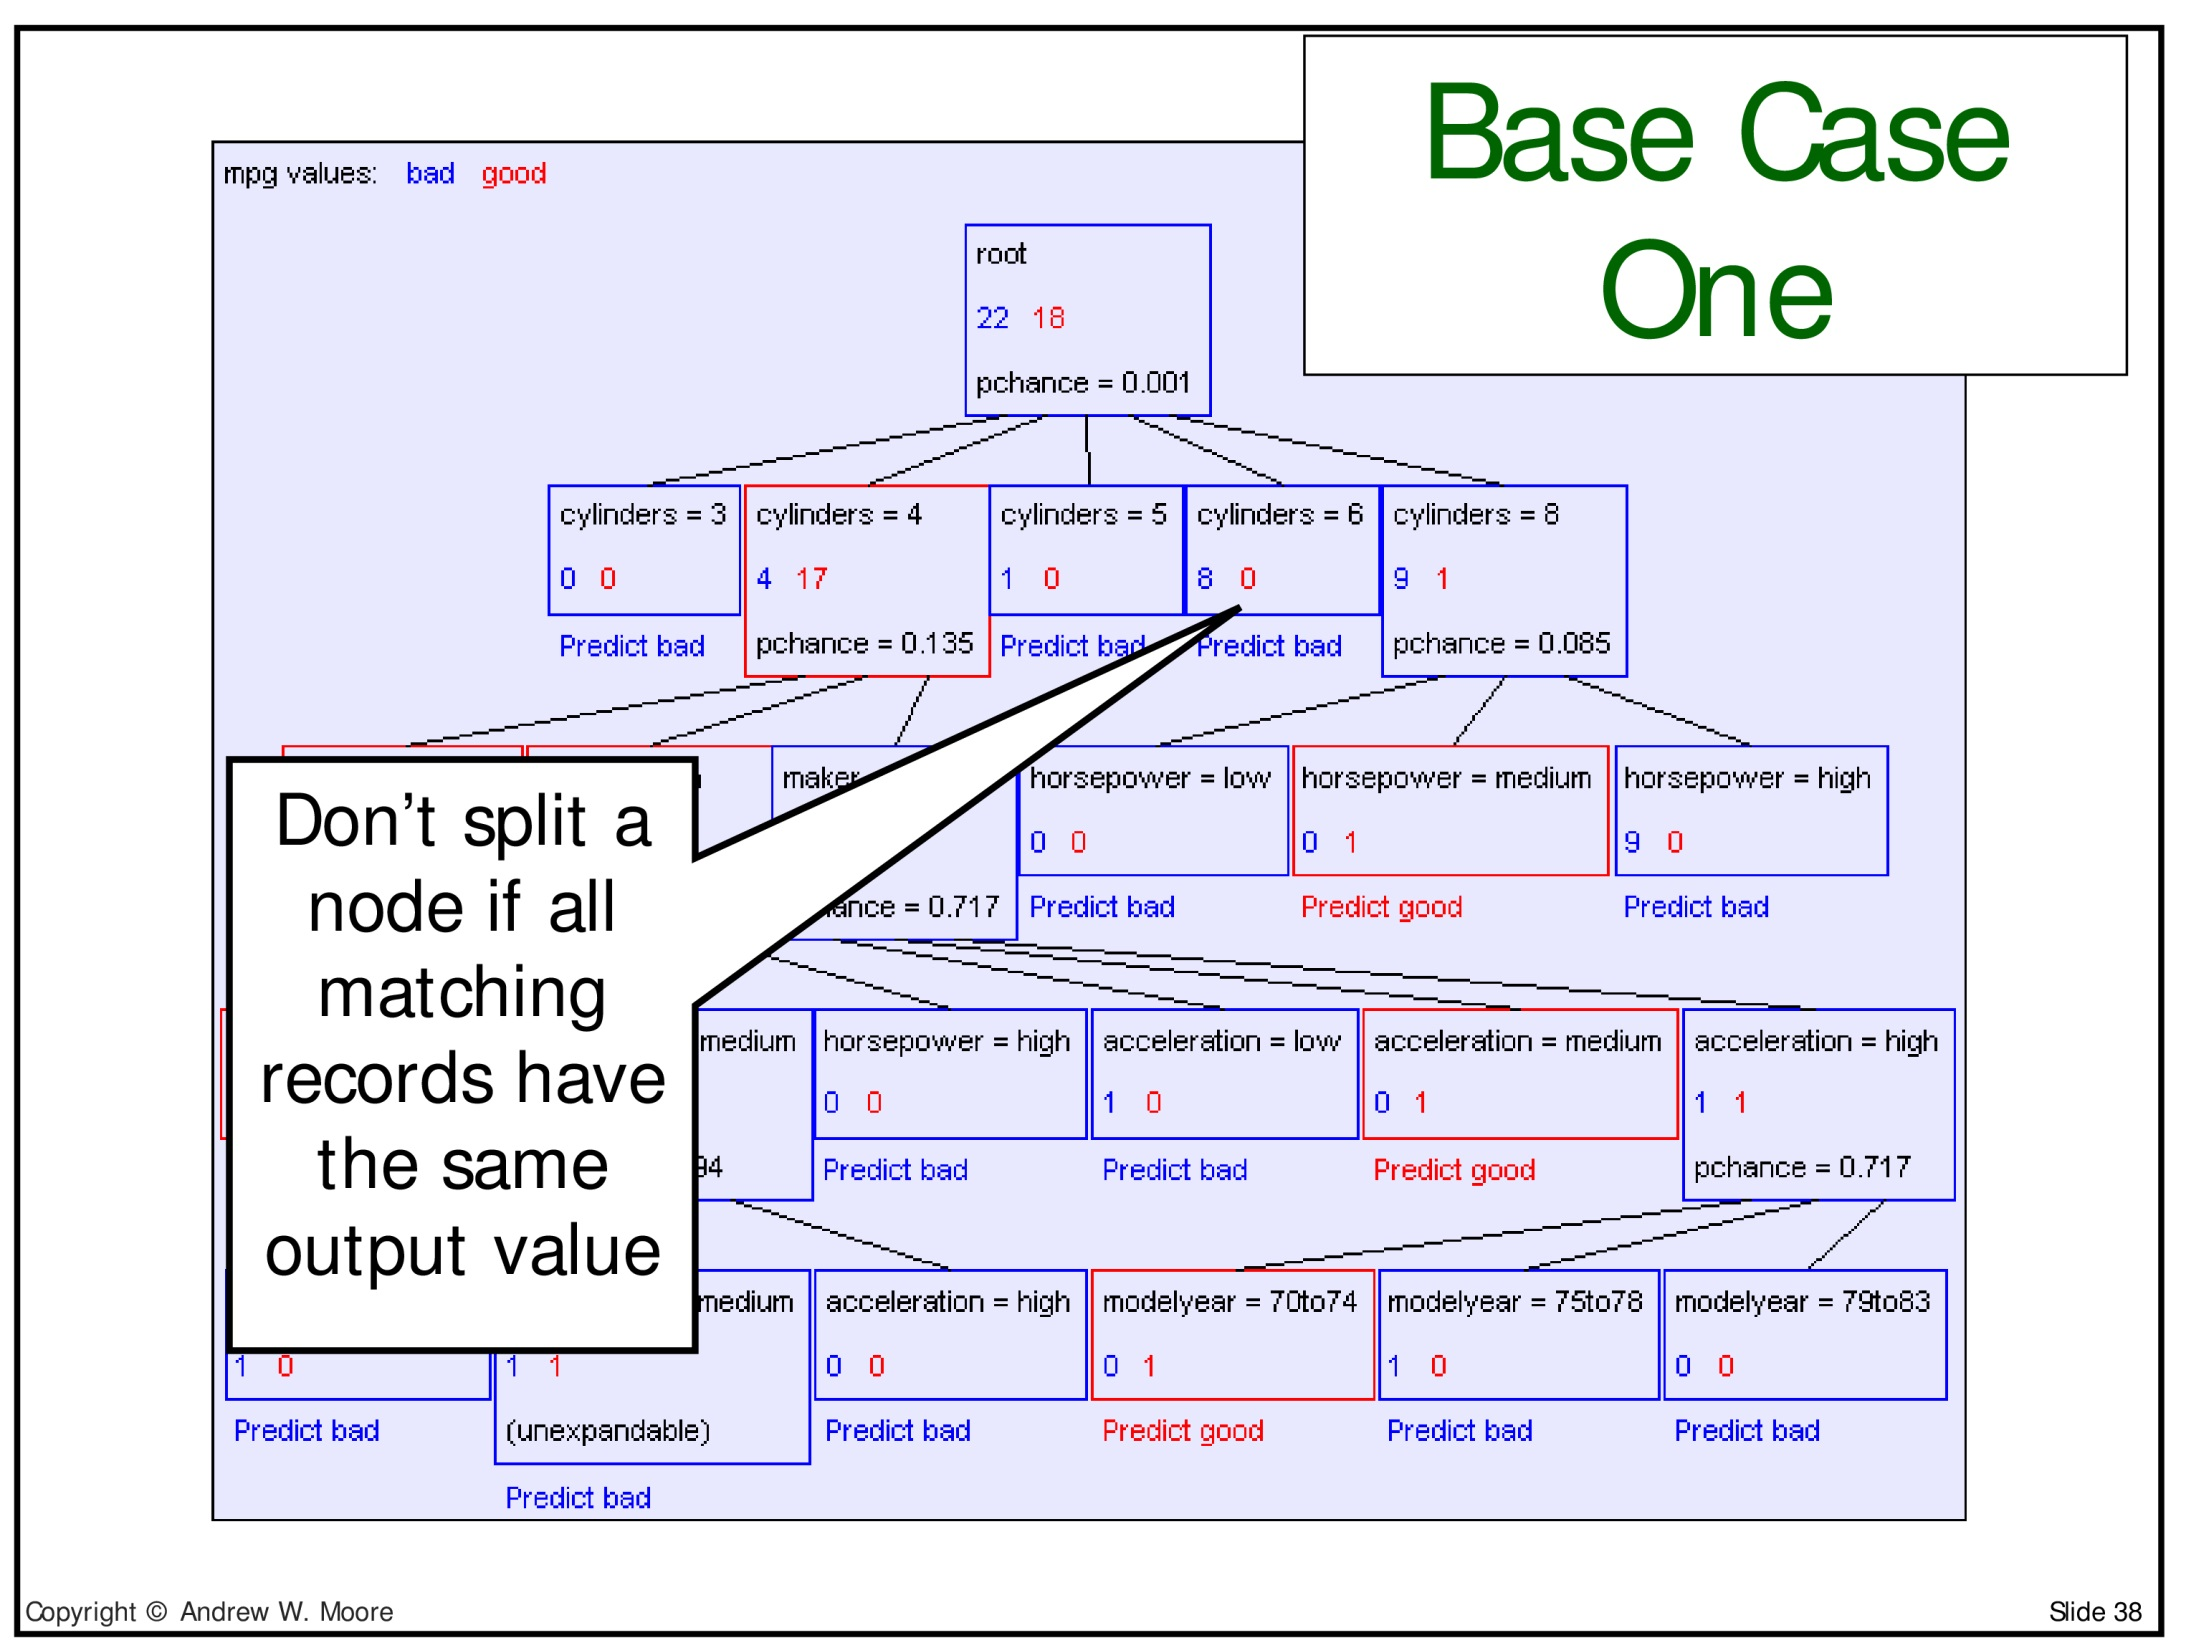 Base Case
One
mpg values: bad good
root
22 18
pchance = 0.001
cylinders = 3
0 0
Predict bad
cylinders = 4
4 17
pchance = 0.135
cylinders = 5
1 0
Predict bad
cylinders = 6
8 0
Predict bad
cylinders = 8
9 1
pchance = 0.085
maker
= 0.717
horsepower = low
0 0
Predict bad
horsepower = medium
0 1
Predict good
horsepower = high
9 0
Predict bad
Don't split a
node if all
matching
records have
the same
output value
medium
horsepower = high
0 0
Predict bad
acceleration = low
1 0
Predict bad
acceleration = medium
0 1
Predict good
acceleration = high
1 1
pchance = 0.717
1 0
Predict bad
medium
1 1
(unexpandable)
Predict bad
acceleration = high
0 0
Predict bad
modelyear = 70to74
0 1
Predict good
modelyear = 75to78
1 0
Predict bad
modelyear = 79to83
0 0
Predict bad
Copyright © Andrew W. Moore
Slide 38